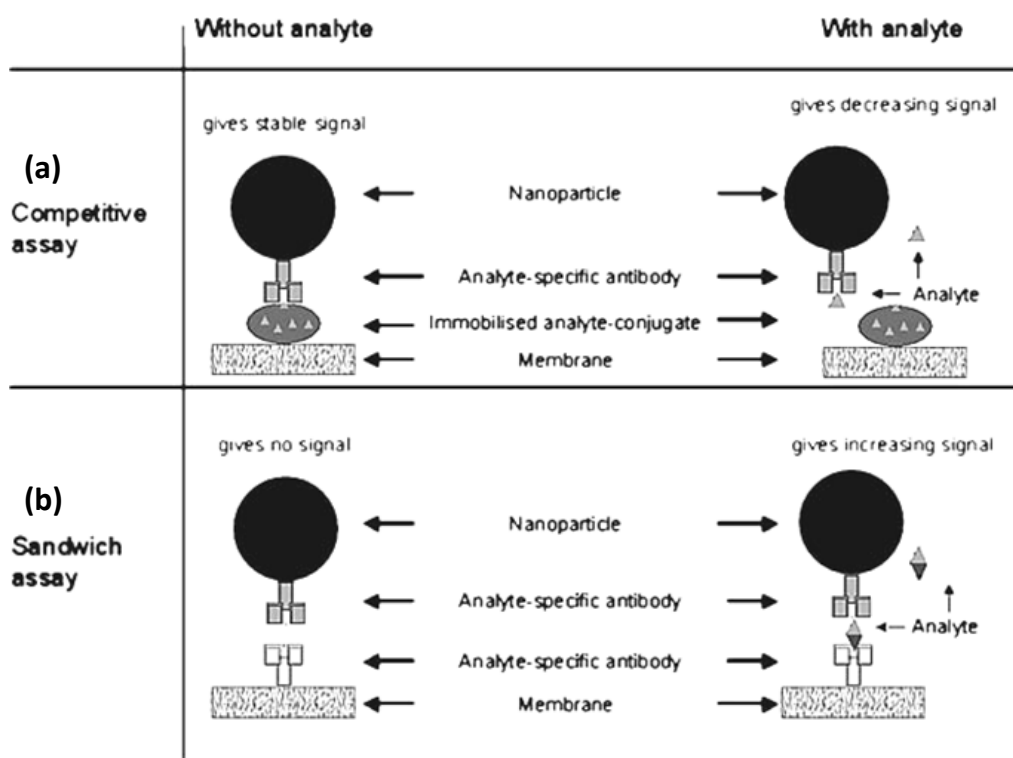 Without analyte
With analyte
(a)
Competitive
assay
gives stable signal
gives decreasing signal
Nanoparticle
Analyte-specific antibody
Analyte
Immobilised analyte-conjugate
Membrane
(b)
Sandwich
assay
gives no signal
gives increasing signal
Nanoparticle
Analyte-specific antibody
Analyte
Analyte-specific antibody
Membrane